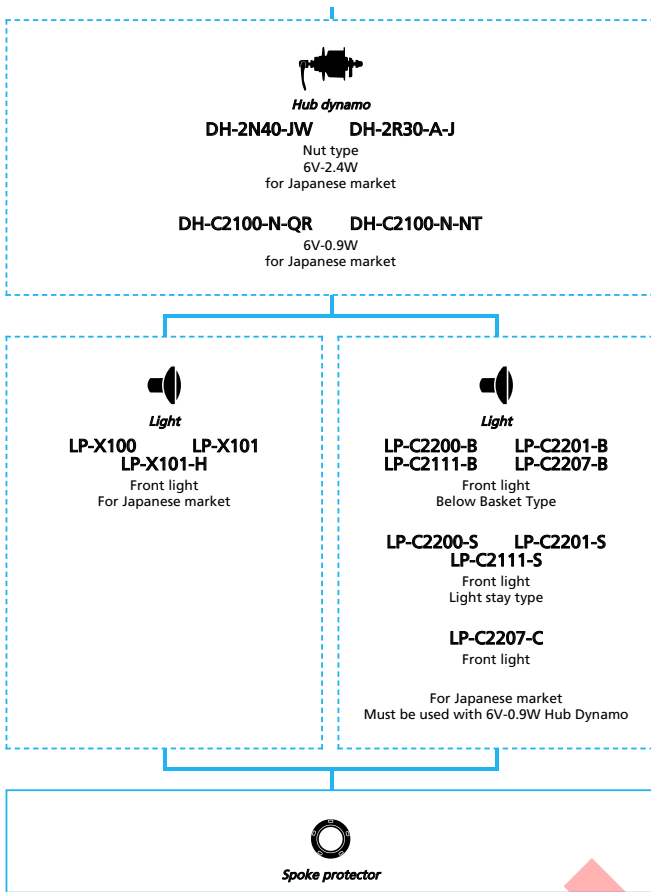 Hub dynamo
DH-2N40-JW DH-2R30-A-J
Nut type
6V-2.4W
for Japanese market
DH-C2100-N-QR DH-C2100-N-NT
6V-0.9W
for Japanese market
Light
LP-X100 LP-X101
LP-X101-H
Front light
For Japanese market
Light
LP-C2200-B LP-C2201-B
LP-C2111-B LP-C2207-B
Front light
Below Basket Type
LP-C2200-S LP-C2201-S
LP-C2111-S
Front light
Light stay type
LP-C2207-C
Front light
For Japanese market
Must be used with 6V-0.9W Hub Dynamo
Spoke protector